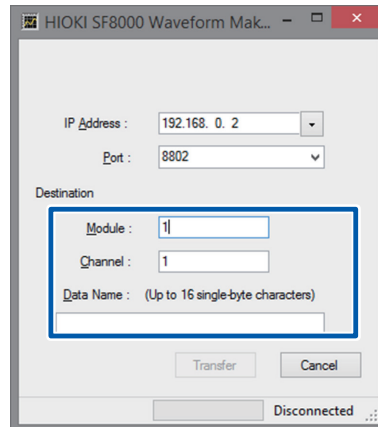 HIOKI SF8000 Waveform Mak...
IP Address : 192.168. 0. 2
Port : 8802
Destination
Module : 1
Channel : 1
Data Name : (Up to 16 single-byte characters)
Transfer Cancel
Disconnected